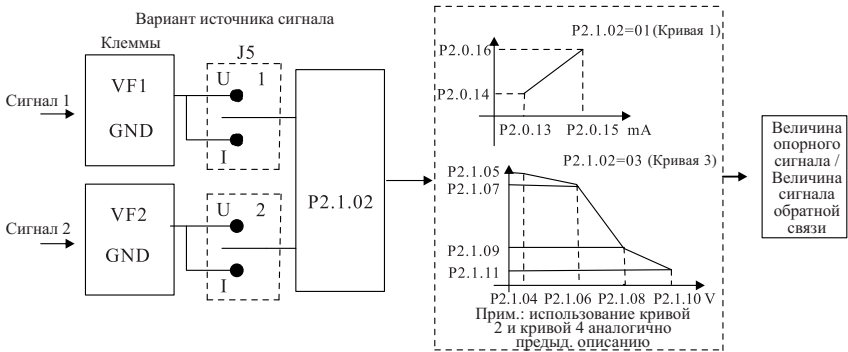 Вариант источника сигнала
Клеммы
J5
Сигнал 1
VF1
GND
U 1
I
Сигнал 2
VF2
GND
U 2
I
P2.1.02
P2.1.02=01(Кривая 1)
P2.0.16
P2.0.14
P2.0.13 P2.0.15 mA
P2.1.02=03 (Кривая 3)
P2.1.05
P2.1.07
P2.1.09
P2.1.11
P2.1.04 P2.1.06 P2.1.08 P2.1.10 V
Прим.: использование кривой
2 и кривой 4 аналогично
предыд. описанию
Величина
опорного
сигнала /
Величина
сигнала
обратной
связи